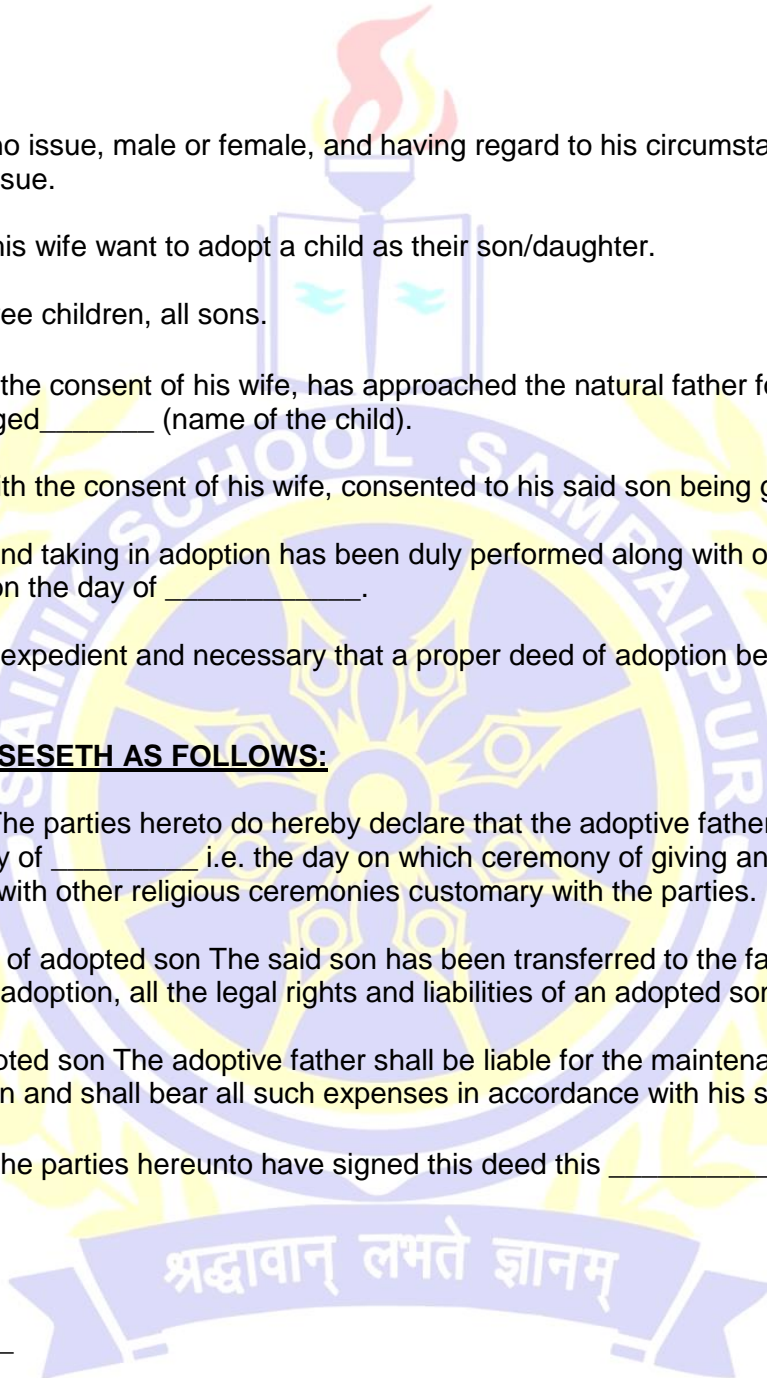 no issue, male or female, and having regard to his circumsta
sue.
his wife want to adopt a child as their son/daughter.
ee children, all sons.
the consent of his wife, has approached the natural father f
ged_______ (name of the child).
ith the consent of his wife, consented to his said son being g
nd taking in adoption has been duly performed along with o
on the day of ____________.
expedient and necessary that a proper deed of adoption be
SESETH AS FOLLOWS:
The parties hereto do hereby declare that the adoptive father
y of _________ i.e. the day on which ceremony of giving an
with other religious ceremonies customary with the parties.
of adopted son The said son has been transferred to the fa
adoption, all the legal rights and liabilities of an adopted son
oted son The adoptive father shall be liable for the maintena
n and shall bear all such expenses in accordance with his s
he parties hereunto have signed this deed this __________
SAINIK SCHOOL SAMBALPUR
श्रद्धावान् लभते ज्ञानम्
_